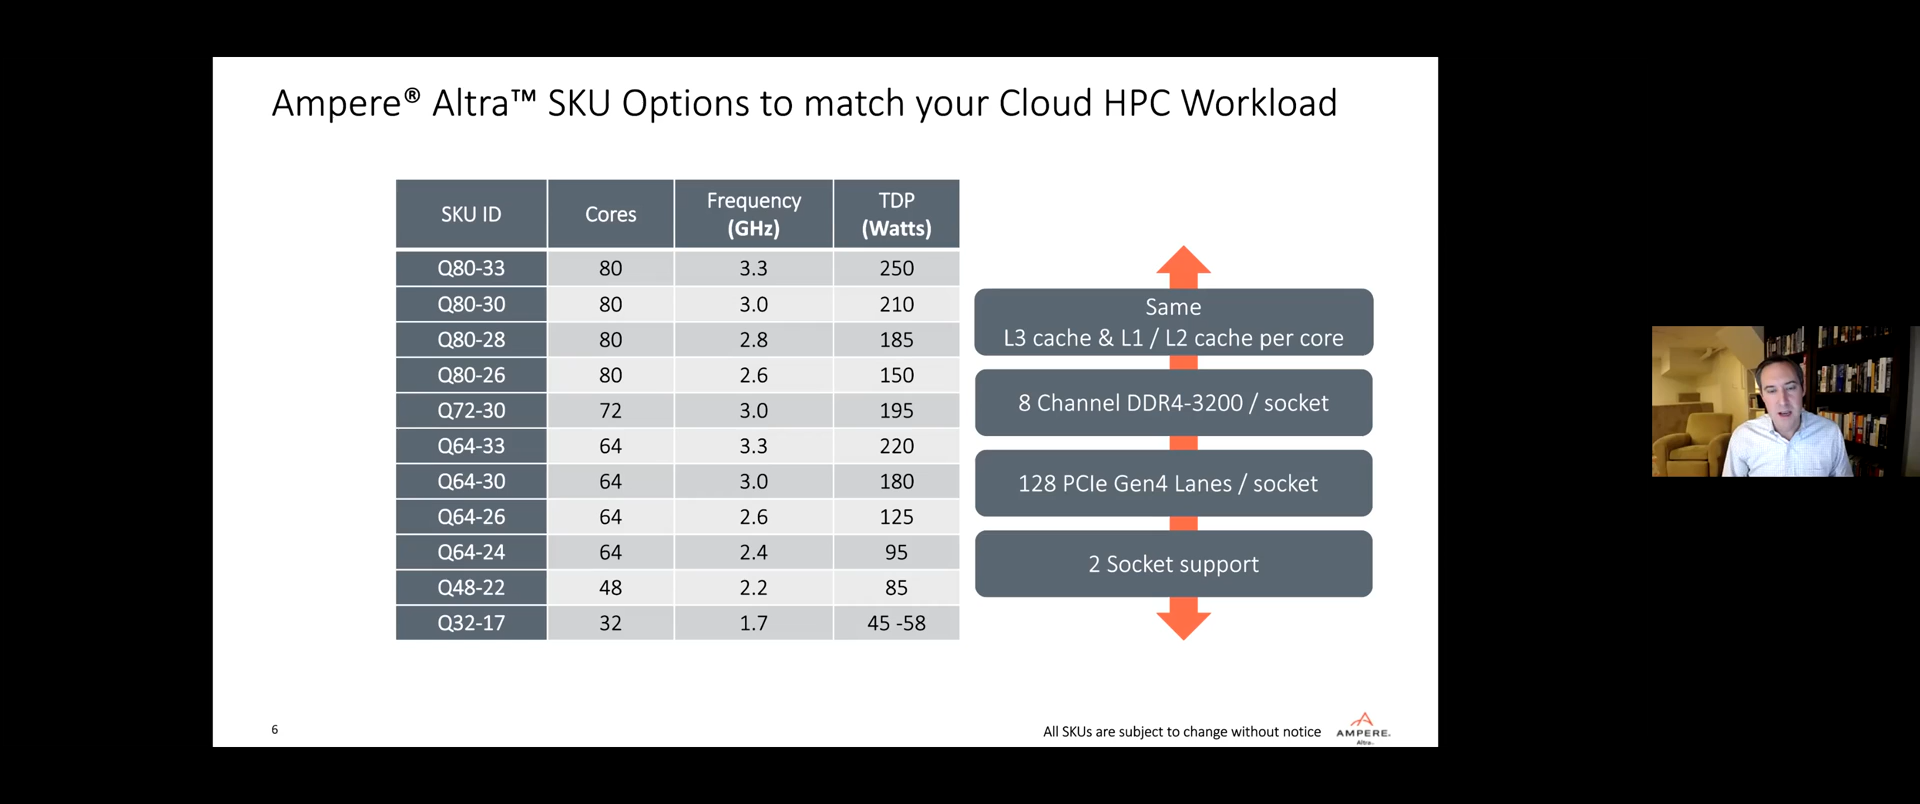 Ampere® Altra™ SKU Options to match your Cloud HPC Workload
SKU ID Cores Frequency (GHz) TDP (Watts)
Q80-33 80 3.3 250
Q80-30 80 3.0 210
Q80-28 80 2.8 185
Q80-26 80 2.6 150
Q72-30 72 3.0 195
Q64-33 64 3.3 220
Q64-30 64 3.0 180
Q64-26 64 2.6 125
Q64-24 64 2.4 95
Q48-22 48 2.2 85
Q32-17 32 1.7 45 -58
Same
L3 cache & L1 / L2 cache per core
8 Channel DDR4-3200 / socket
128 PCIe Gen4 Lanes / socket
2 Socket support
6
All SKUs are subject to change without notice
AMPERE.
Altra™